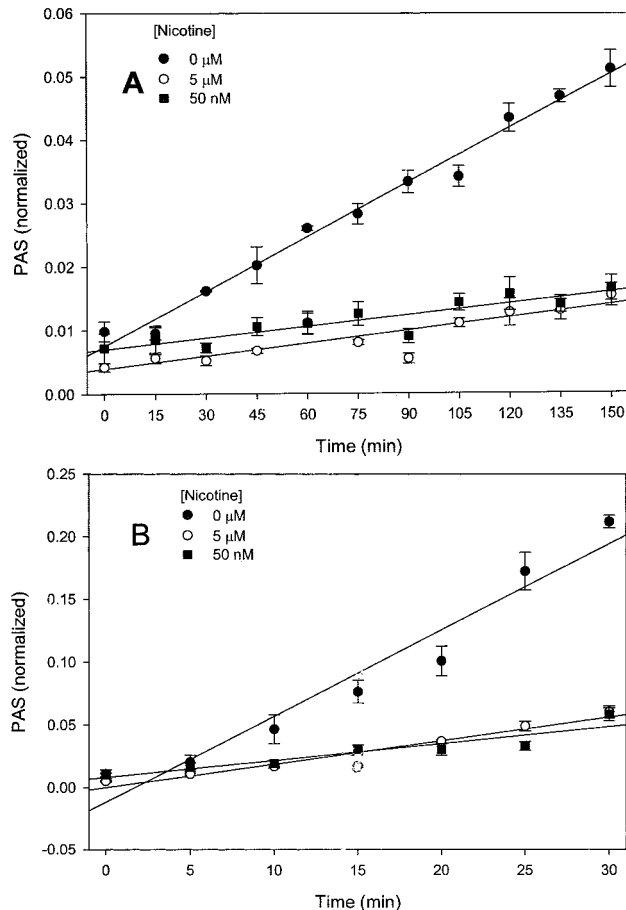 0.06
[Nicotine]
0 μM
A
5 μM
50 nM
0.05
0.04
0.03
0.02
0.01
0.00
PAS (normalized)
0 15 30 45 60 75 90 105 120 135 150
Time (min)
0.25
[Nicotine]
0 μM
B
5 μM
50 nM
0.20
0.15
0.10
0.05
0.00
-0.05
PAS (normalized)
0 5 10 15 20 25 30
Time (min)